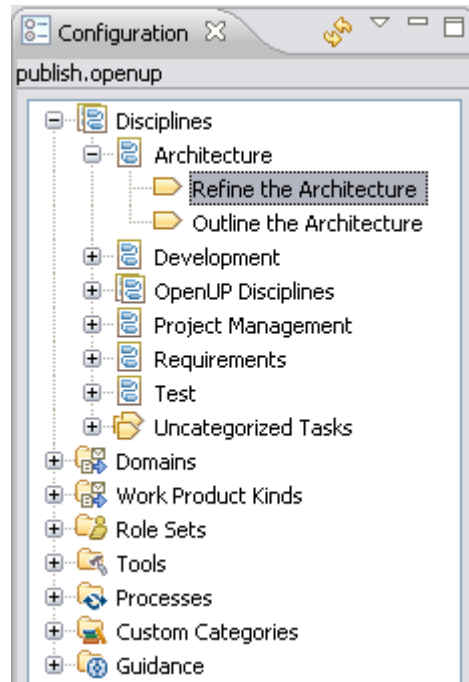 Configuration
publish.openup
Disciplines
Architecture
Refine the Architecture
Outline the Architecture
Development
OpenUP Disciplines
Project Management
Requirements
Test
Uncategorized Tasks
Domains
Work Product Kinds
Role Sets
Tools
Processes
Custom Categories
Guidance